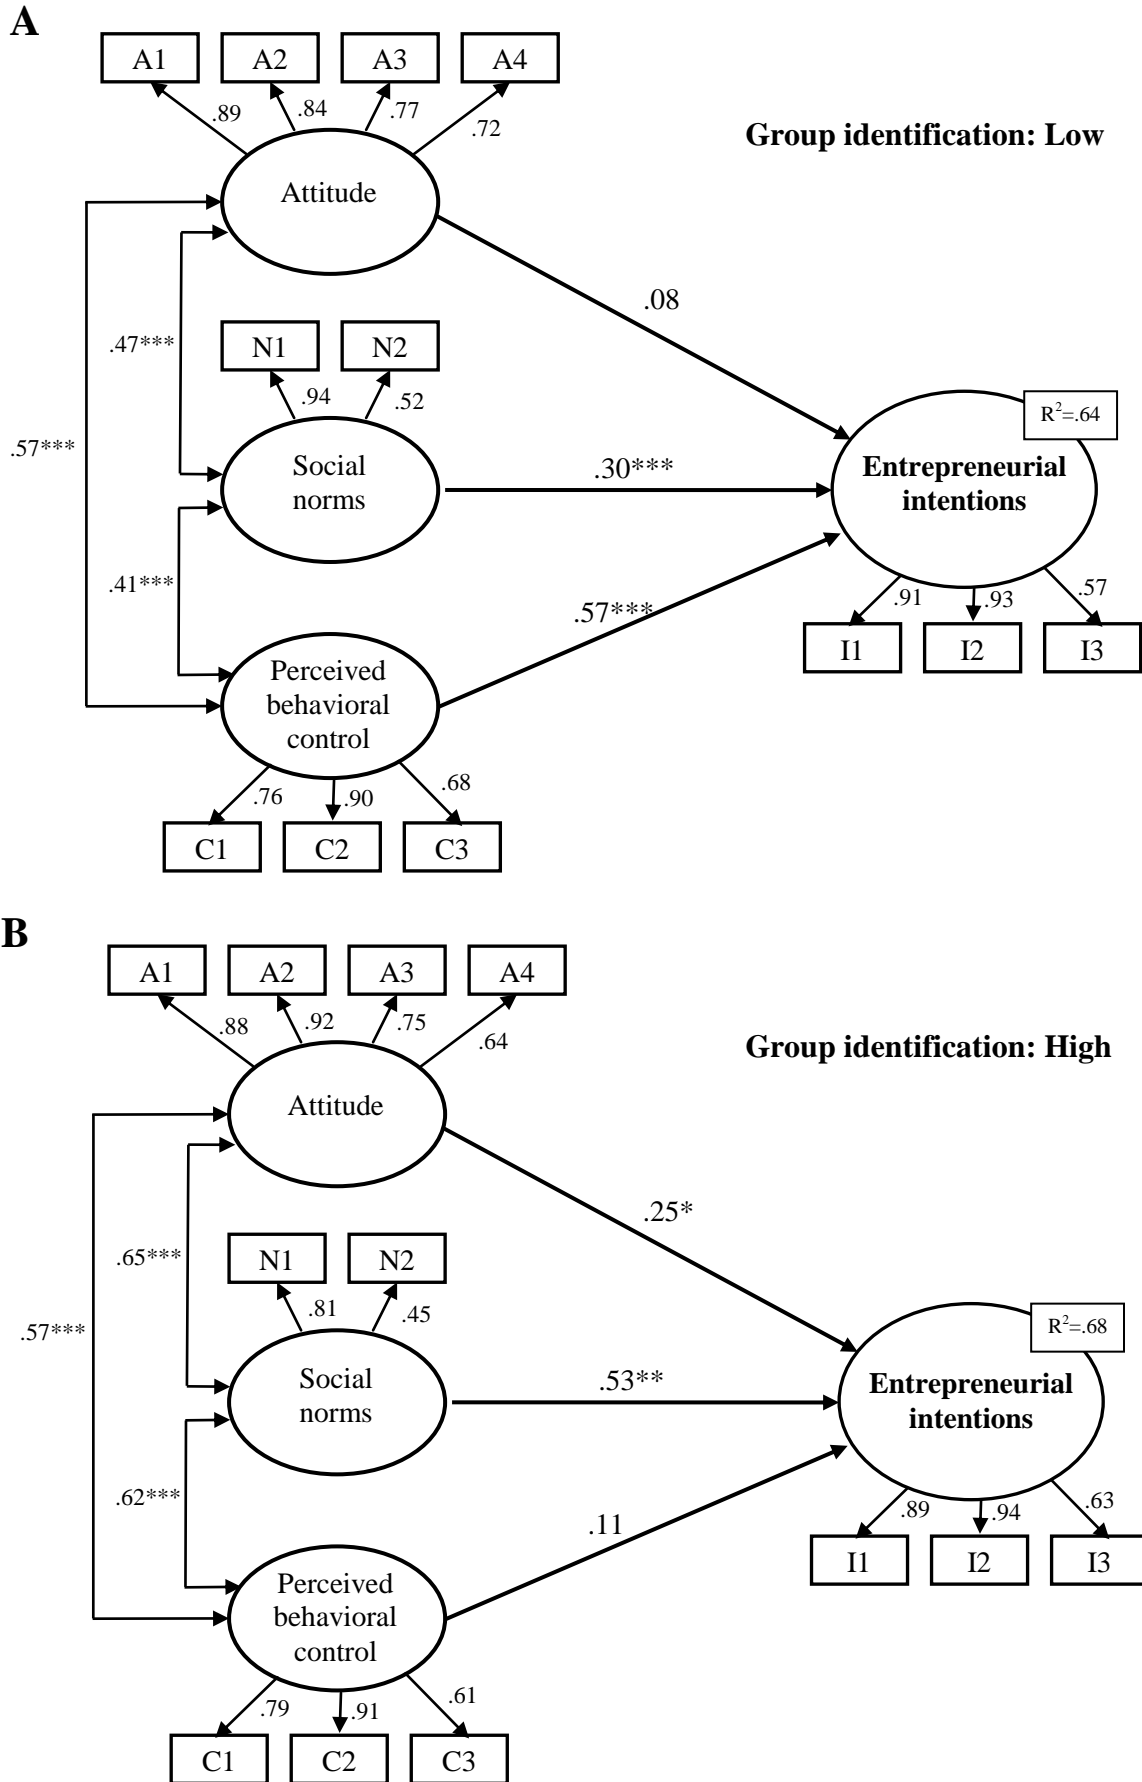 A
A1 A2 A3 A4
.89 .84 .77 .72
Group identification: Low
Attitude
.08
.47***
N1 N2
.94 .52
R²=.64
.57***
Social
norms
.30***
Entrepreneurial
intentions
.41***
.57***
.91 .93 .57
I1 I2 I3
Perceived
behavioral
control
.76 .90 .68
C1 C2 C3
B
A1 A2 A3 A4
.88 .92 .75 .64
Group identification: High
Attitude
.25*
.65***
N1 N2
.81 .45
R²=.68
.57***
Social
norms
.53**
Entrepreneurial
intentions
.62***
.11
.89 .94 .63
I1 I2 I3
Perceived
behavioral
control
.79 .91 .61
C1 C2 C3